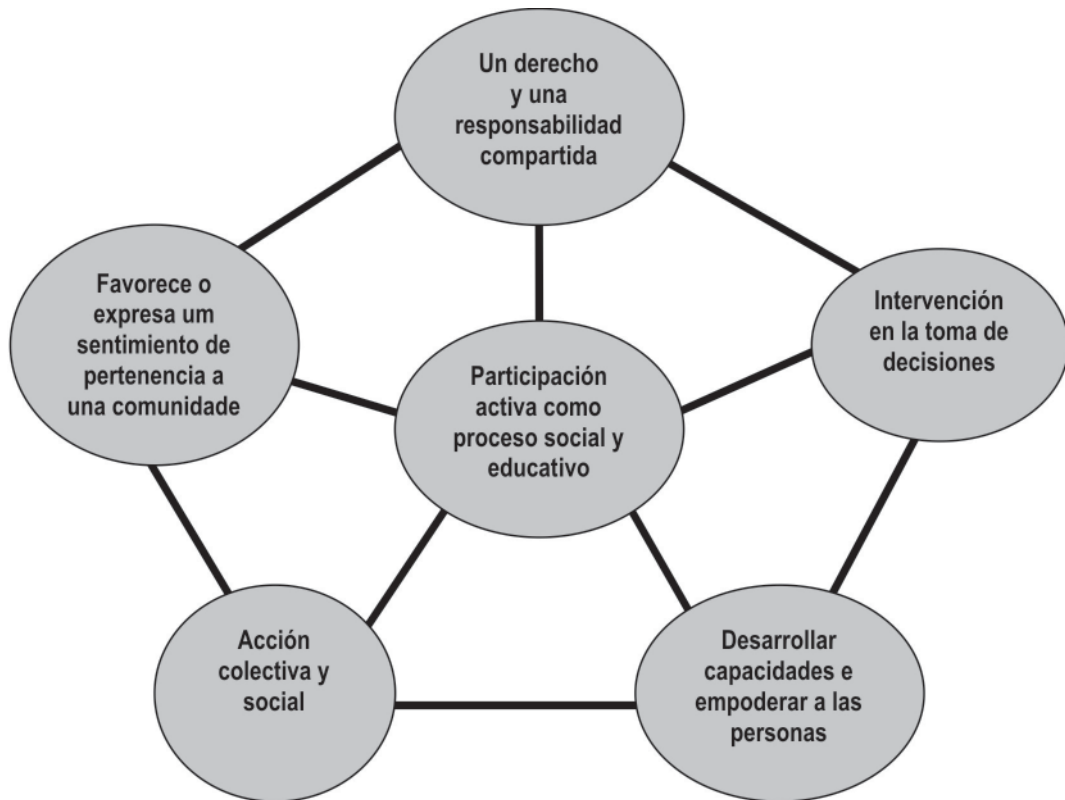 Un derecho
y una
responsabilidad
compartida
Favorece o
expresa um
sentimiento de
pertenencia a
una comunidade
Intervención
en la toma de
decisiones
Participación
activa como
proceso social y
educativo
Acción
colectiva y
social
Desarrollar
capacidades e
empoderar a las
personas